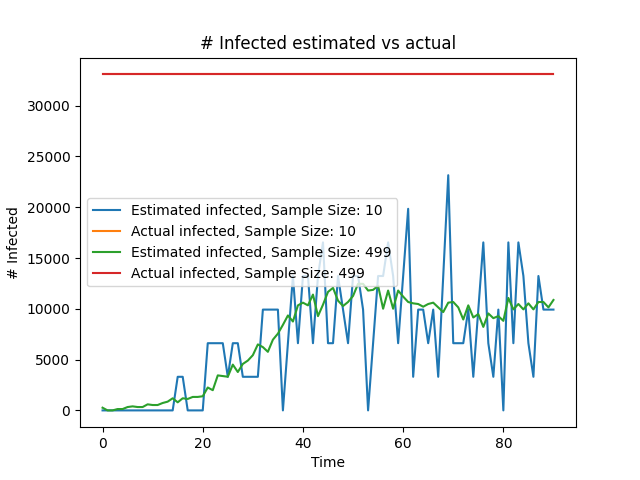 # Infected estimated vs actual
# Infected
30000
25000
20000
15000
10000
5000
0
Estimated infected, Sample Size: 10
Actual infected, Sample Size: 10
Estimated infected, Sample Size: 499
Actual infected, Sample Size: 499
0 20 40 60 80
Time